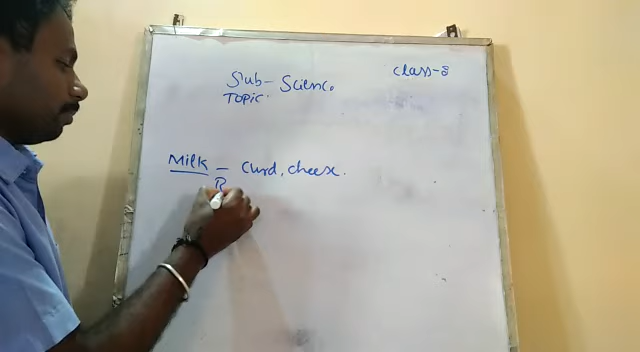 Class-8
Sub- Science
Topic.
Milk - Curd, cheese.
B